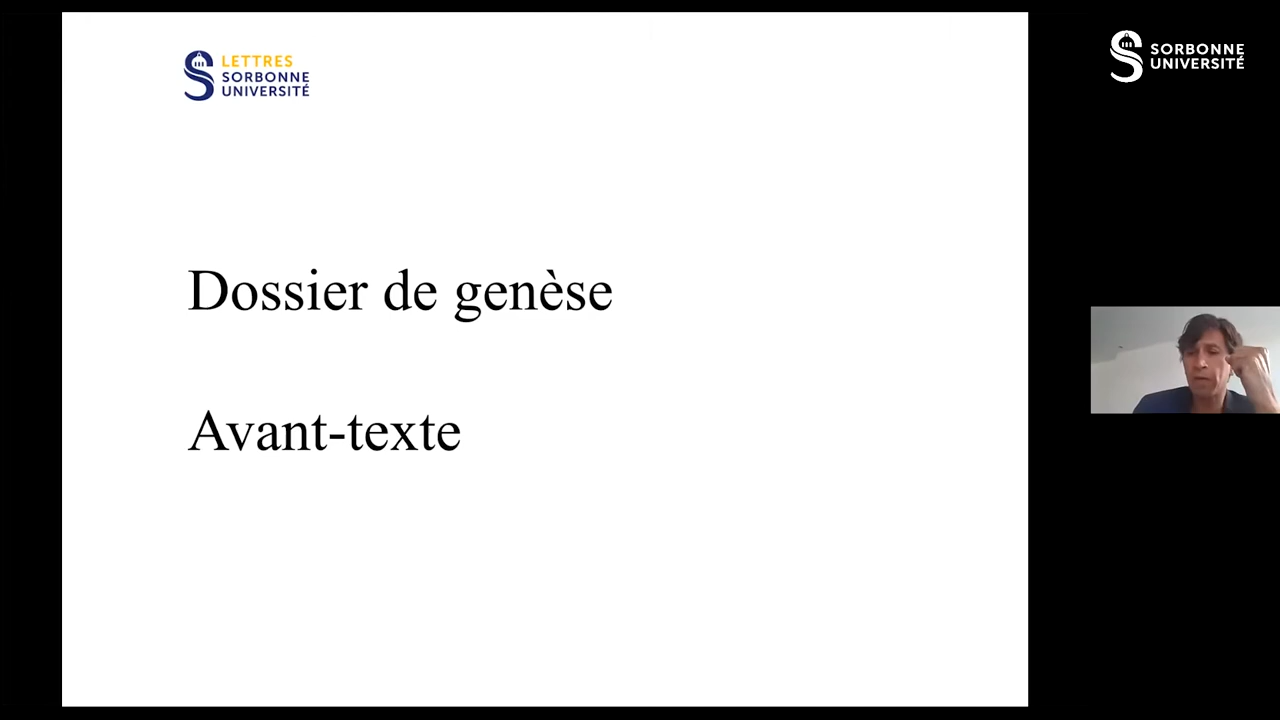 LETTRES
SORBONNE
UNIVERSITÉ
SORBONNE
UNIVERSITÉ
Dossier de genèse
Avant-texte